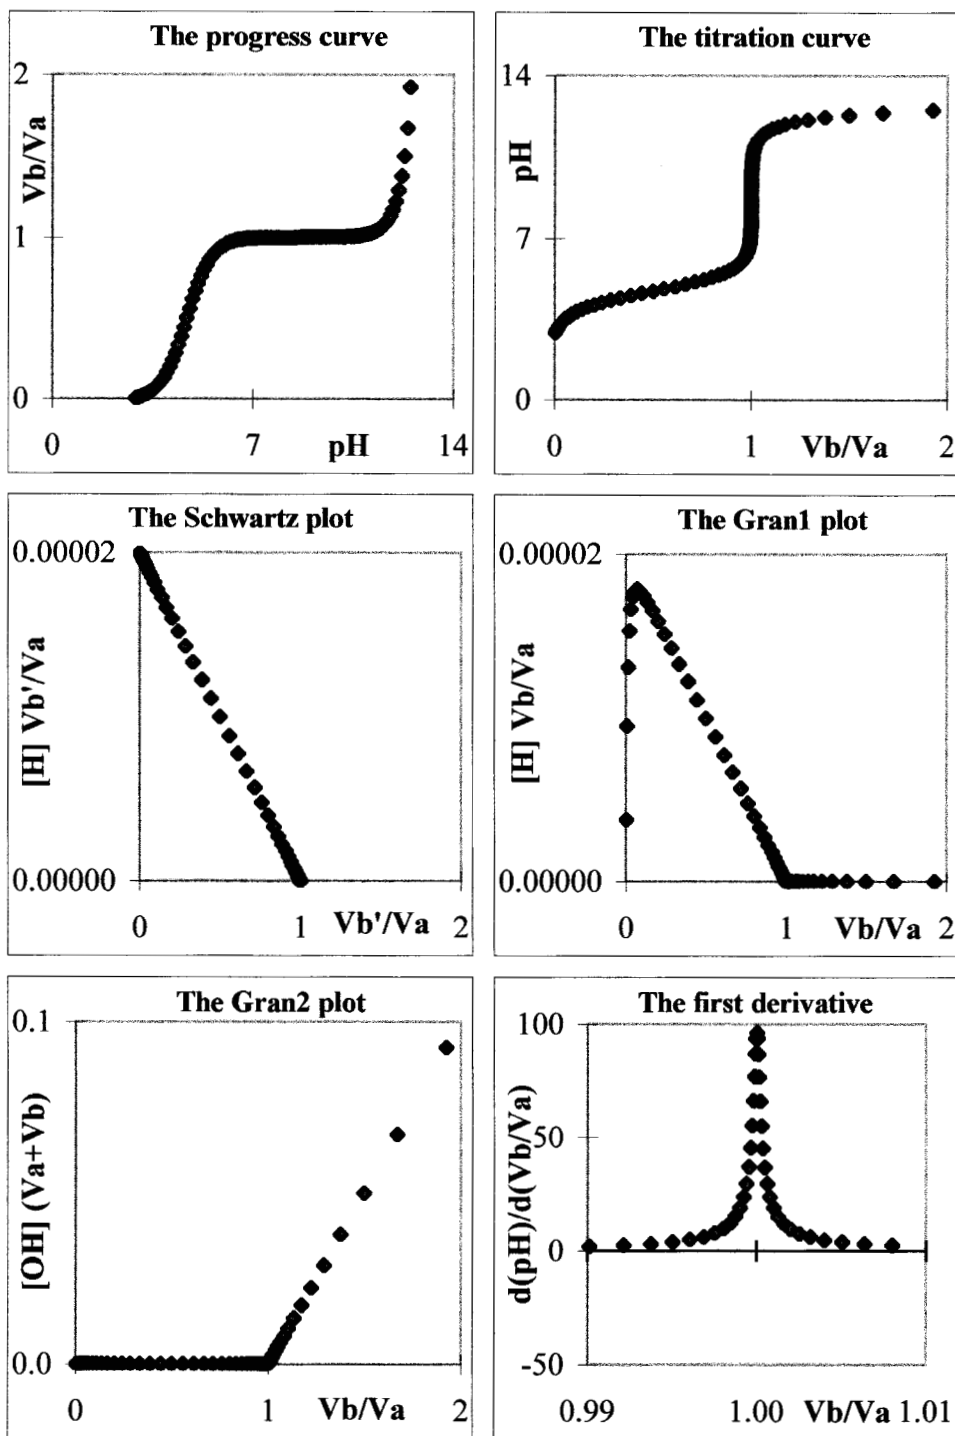 The progress curve
2
Vb/Va
1
0
0 7 pH 14
The titration curve
14
pH
7
0
0 1 Vb/Va 2
The Schwartz plot
0.00002
[H] Vb'/Va
0.00000
0 1 Vb'/Va 2
The Gran1 plot
0.00002
[H] Vb/Va
0.00000
0 1 Vb/Va 2
The Gran2 plot
0.1
[OH] (Va+Vb)
0.0
0 1 Vb/Va 2
The first derivative
100
d(pH)/d(Vb/Va)
50
0
-50
0.99 1.00 Vb/Va 1.01